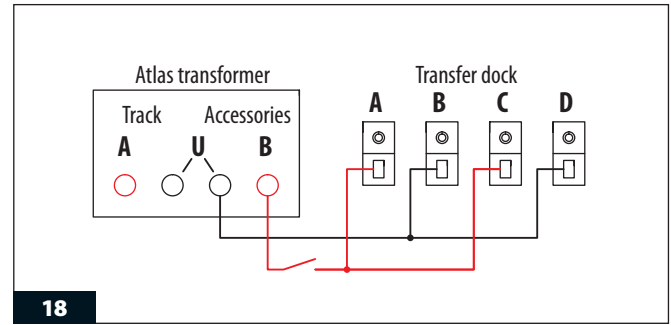 Atlas transformer
Transfer dock
Track Accessories
A U B
A B C D
18